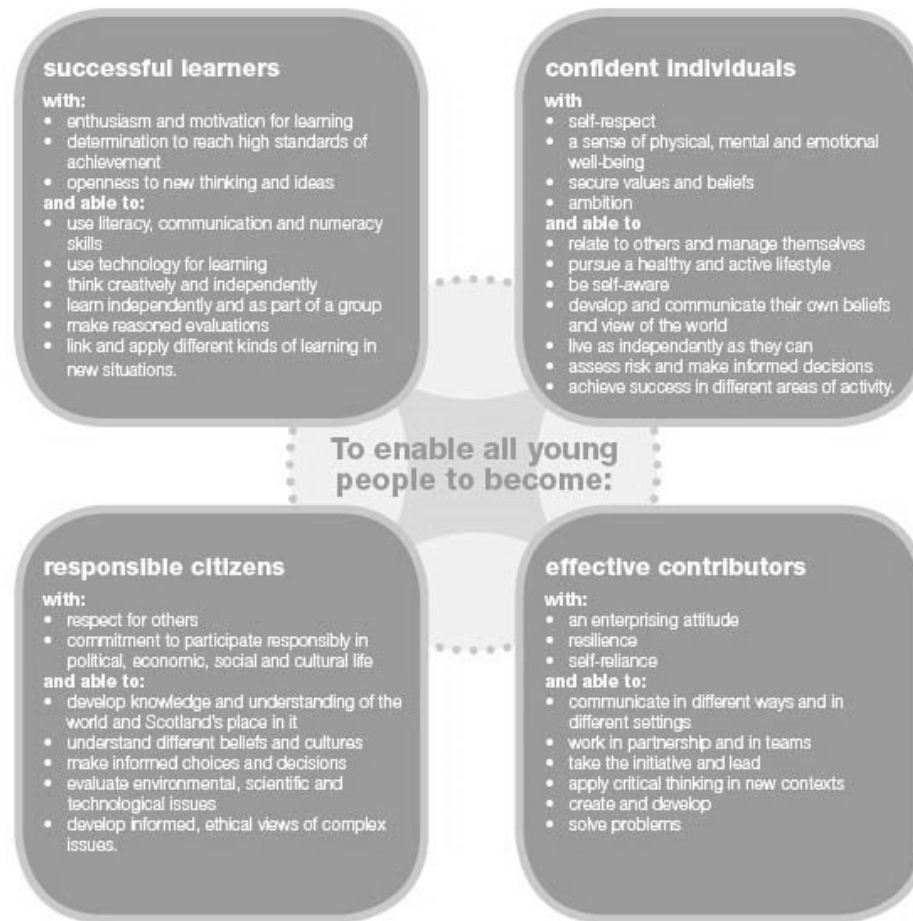 successful learners
with:
• enthusiasm and motivation for learning
• determination to reach high standards of
achievement
• openness to new thinking and ideas
and able to:
• use literacy, communication and numeracy
skills
• use technology for learning
• think creatively and independently
• learn independently and as part of a group
• make reasoned evaluations
• link and apply different kinds of learning in
new situations.
confident individuals
with
• self-respect
• a sense of physical, mental and emotional
well-being
• secure values and beliefs
• ambition
and able to
• relate to others and manage themselves
• pursue a healthy and active lifestyle
• be self-aware
• develop and communicate their own beliefs
and view of the world
• live as independently as they can
• assess risk and make informed decisions
• achieve success in different areas of activity.
To enable all young
people to become:
responsible citizens
with:
• respect for others
• commitment to participate responsibly in
political, economic, social and cultural life
and able to:
• develop knowledge and understanding of the
world and Scotland's place in it
• understand different beliefs and cultures
• make informed choices and decisions
• evaluate environmental, scientific and
technological issues
• develop informed, ethical views of complex
issues.
effective contributors
with:
• an enterprising attitude
• resilience
• self-reliance
and able to:
• communicate in different ways and in
different settings
• work in partnership and in teams
• take the initiative and lead
• apply critical thinking in new contexts
• create and develop
• solve problems